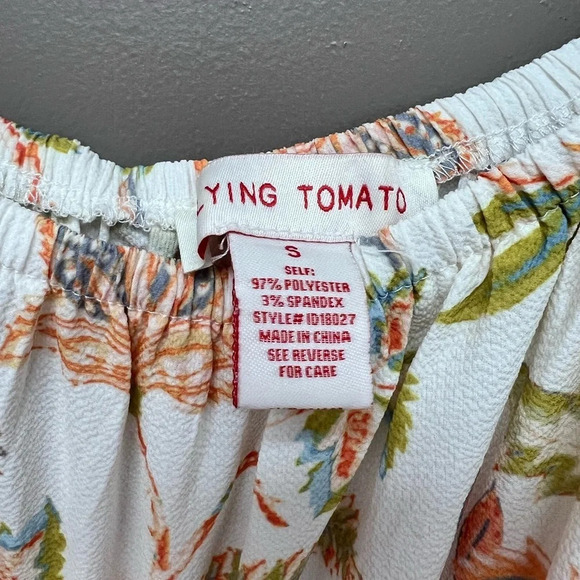 LYING TOMATO
S
SELF:
97% POLYESTER
3% SPANDEX
STYLE# ID18027
MADE IN CHINA
SEE REVERSE
FOR CARE